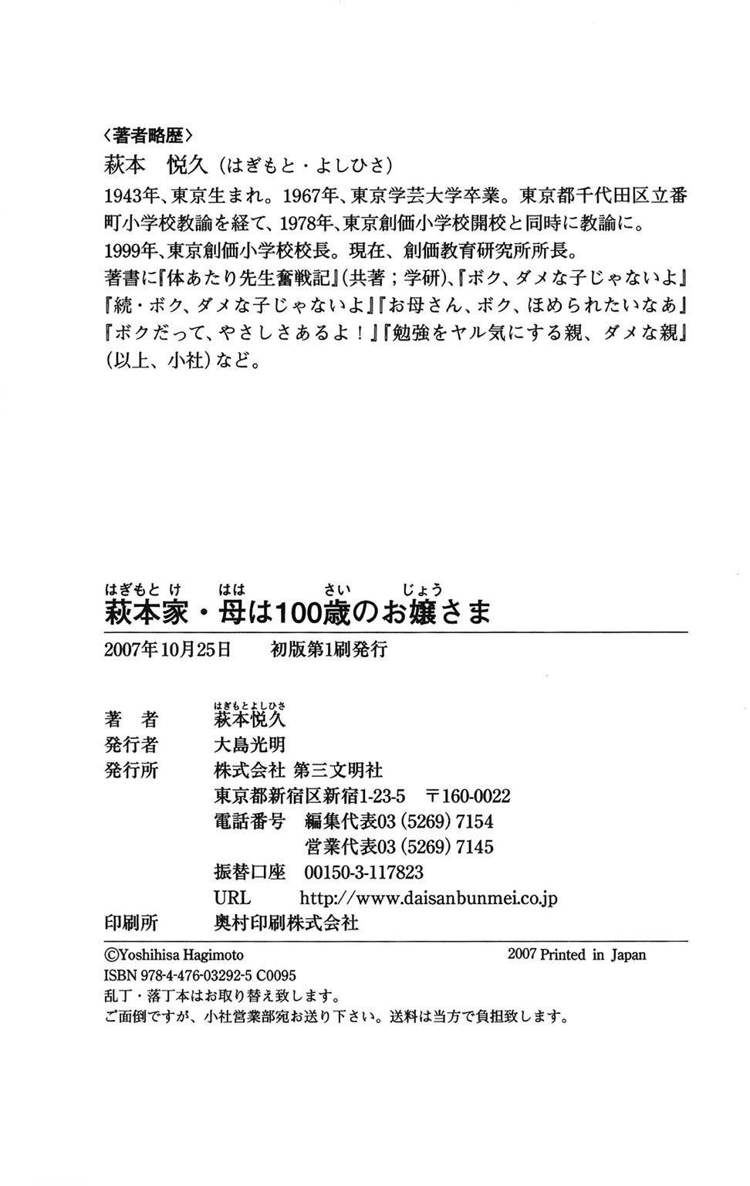 〈著者略歴〉
萩本　悦久（はぎもと・よしひさ）
1943年、東京生まれ。1967年、東京学芸大学卒業。東京都千代田区立番
町小学校教諭を経て、1978年、東京創価小学校開校と同時に教諭に。
1999年、東京創価小学校校長。現在、創価教育研究所所長。
著書に『体あたり先生奮戦記』（共著；学研）、『ボク、ダメな子じゃないよ』
『続・ボク、ダメな子じゃないよ』『お母さん、ボク、ほめられたいなあ』
『ボクだって、やさしさあるよ！』『勉強をヤル気にする親、ダメな親』
（以上、小社）など。
はぎもと け　はは　さい　じょう
萩本家・母は100歳のお嬢さま
2007年10月25日　初版第1刷発行
はぎもとよしひさ
著　者　萩本悦久
発行者　大島光明
発行所　株式会社 第三文明社
東京都新宿区新宿1-23-5　〒160-0022
電話番号　編集代表03（5269）7154
営業代表03（5269）7145
振替口座　00150-3-117823
URL　http://www.daisanbunmei.co.jp
印刷所　奥村印刷株式会社
©Yoshihisa Hagimoto　2007 Printed in Japan
ISBN 978-4-476-03292-5 C0095
乱丁・落丁本はお取り替え致します。
ご面倒ですが、小社営業部宛お送り下さい。送料は当方で負担致します。